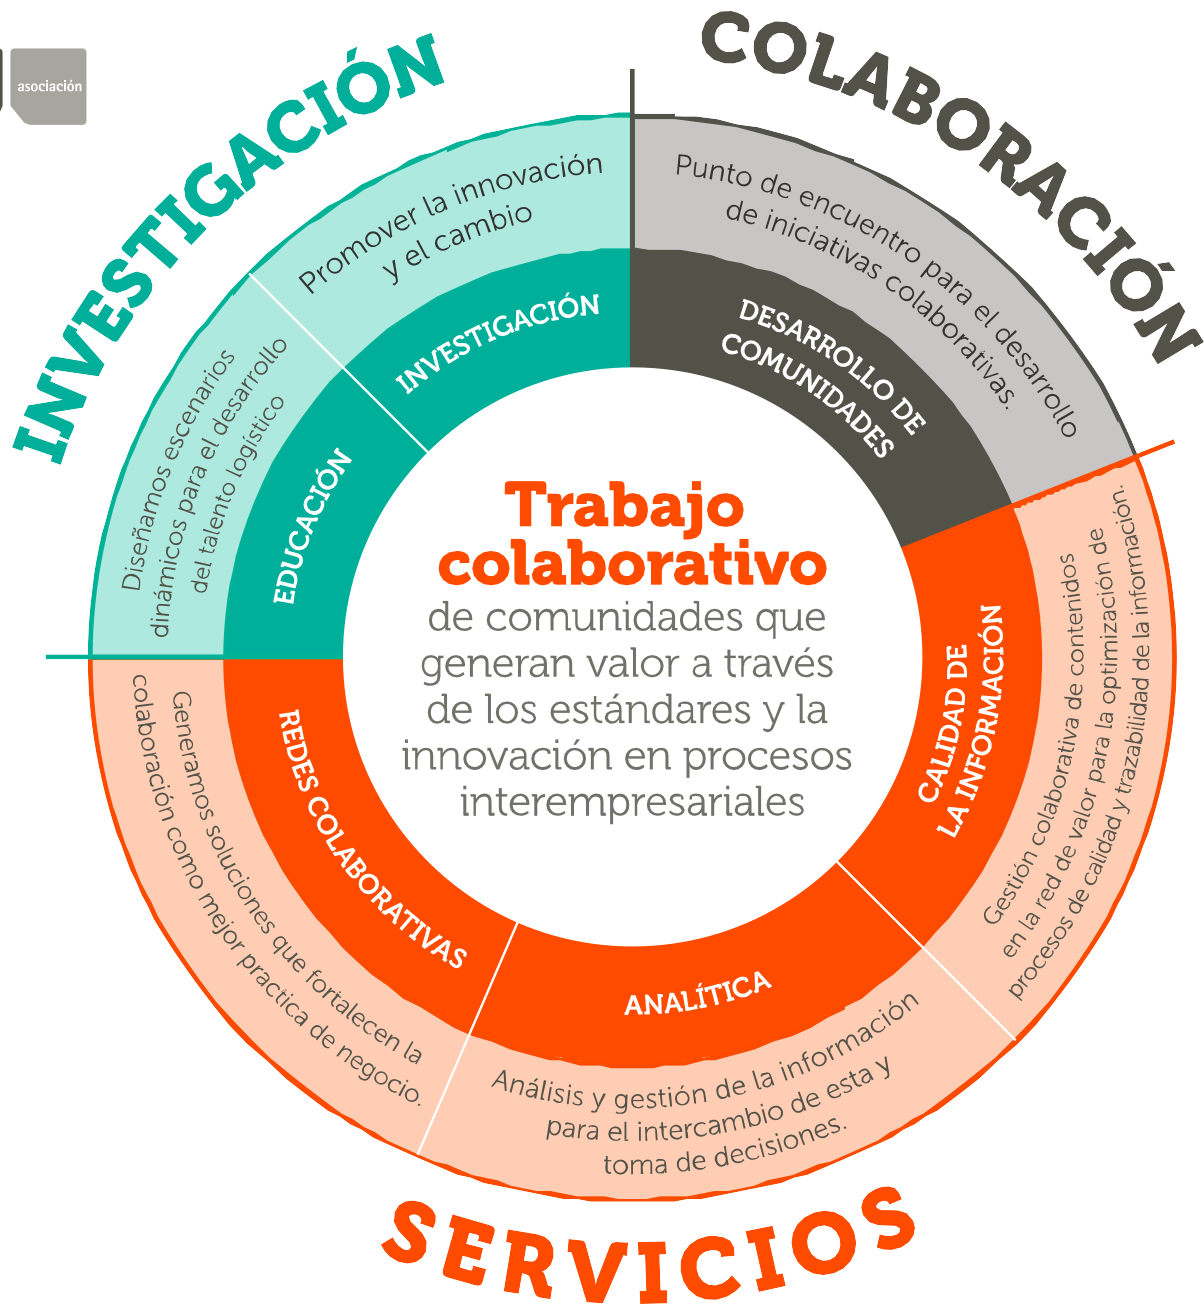 asociación
INVESTIGACIÓN
COLABORACIÓN
Promover la innovación
y el cambio
INVESTIGACIÓN
Punto de encuentro para el desarrollo
de iniciativas colaborativas.
DESARROLLO DE
COMUNIDADES
Diseñamos escenarios
dinámicos para el desarrollo
del talento logístico
EDUCACIÓN
Trabajo
colaborativo
de comunidades que
generan valor a través
de los estándares y la
innovación en procesos
interempresariales
CALIDAD DE
LA INFORMACIÓN
Gestión colaborativa de contenidos
en la red de valor para la optimización de
procesos de calidad y trazabilidad de la información.
REDES COLABORATIVAS
Generamos soluciones que fortalecen la
colaboración como mejor practica de negocio.
ANALÍTICA
Análisis y gestión de la información
para el intercambio de esta y
toma de decisiones.
SERVICIOS